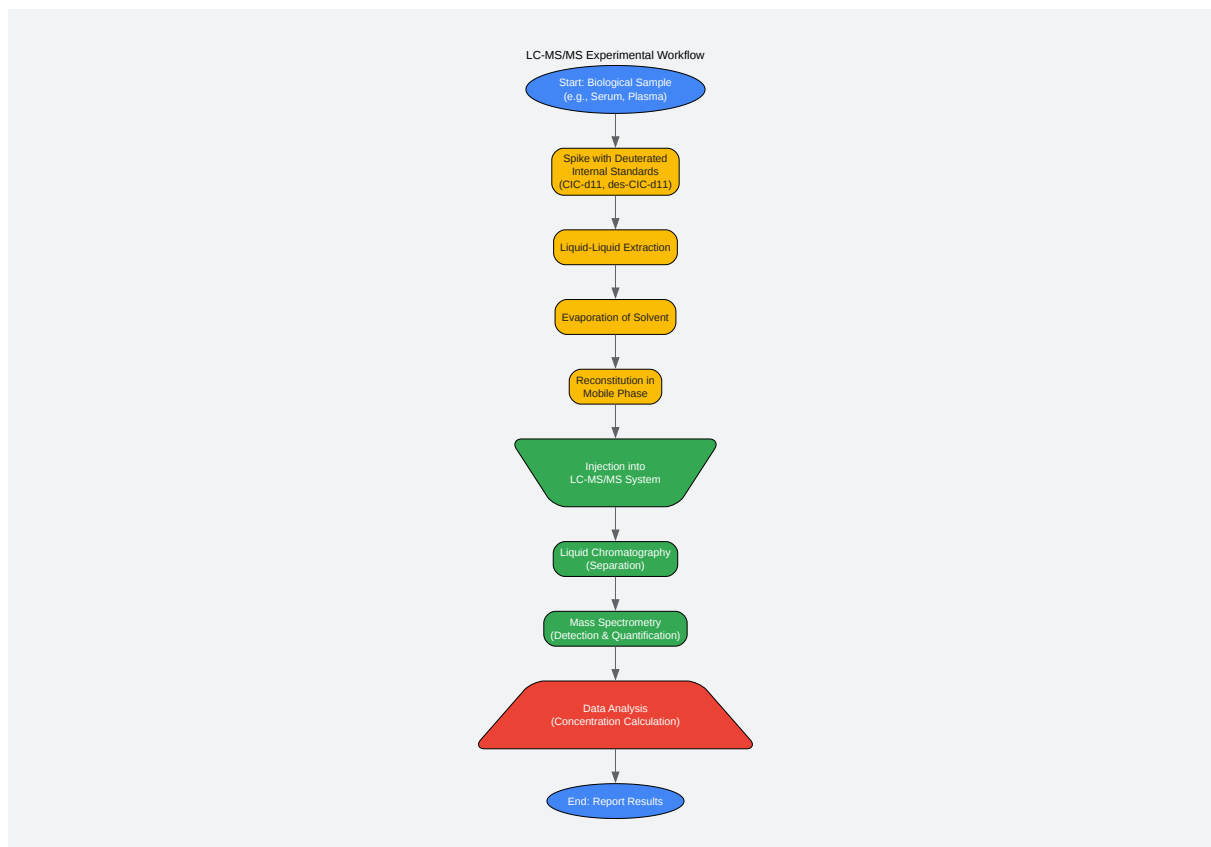 LC-MS/MS Experimental Workflow
Start: Biological Sample
(e.g., Serum, Plasma)
Spike with Deuterated
Internal Standards
(CIC-d11, des-CIC-d11)
Liquid-Liquid Extraction
Evaporation of Solvent
Reconstitution in
Mobile Phase
Injection into
LC-MS/MS System
Liquid Chromatography
(Separation)
Mass Spectrometry
(Detection & Quantification)
Data Analysis
(Concentration Calculation)
End: Report Results